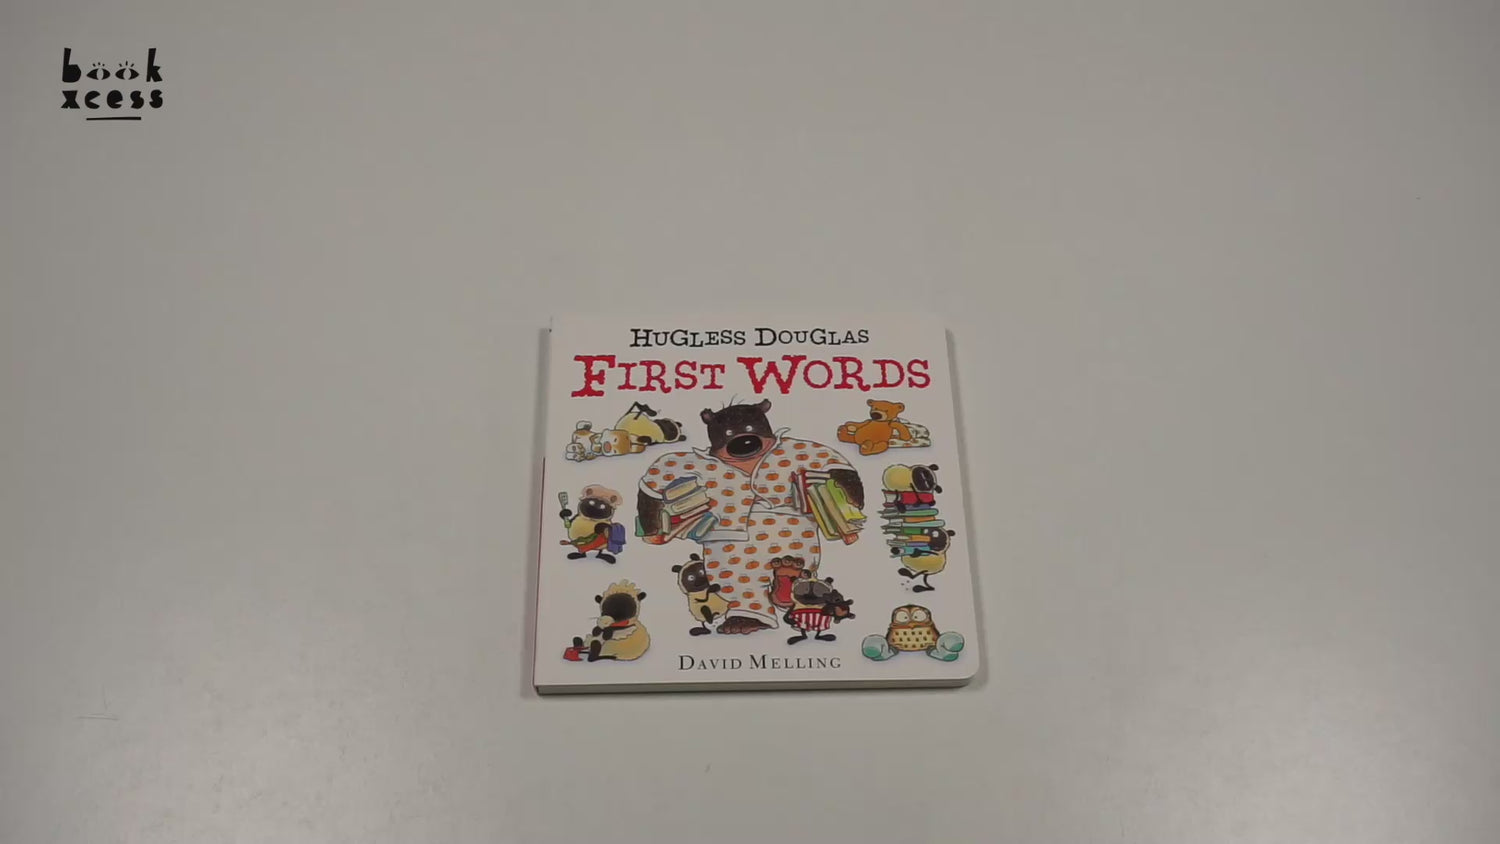 book
xcess
HUGLESS DOUGLAS
FIRST WORDS
DAVID MELLING